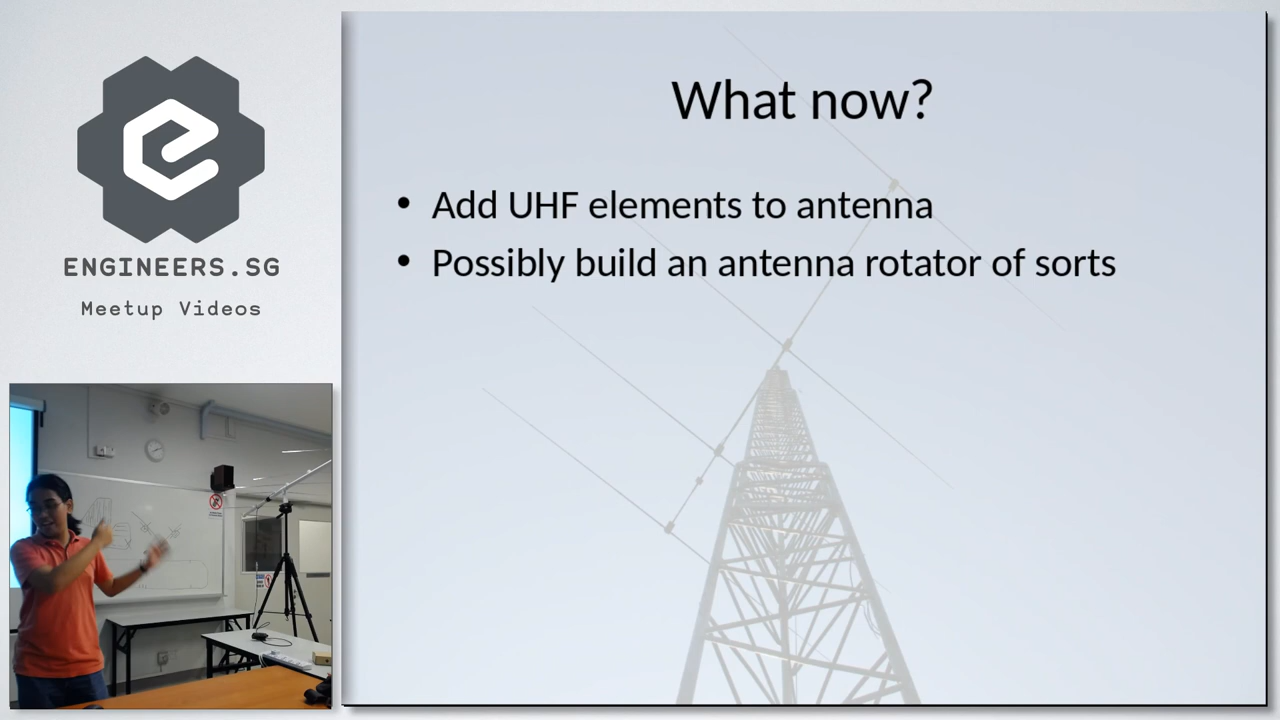 ENGINEERS.SG
Meetup Videos
What now?
• Add UHF elements to antenna
• Possibly build an antenna rotator of sorts